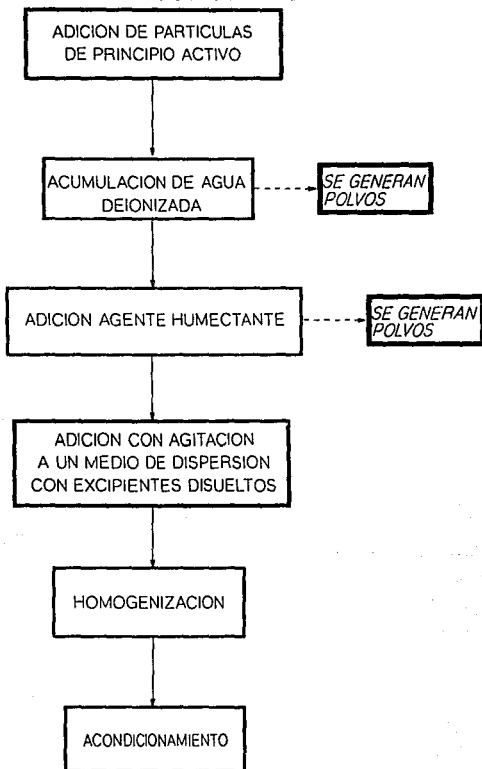 ADICION DE PARTICULAS
DE PRINCIPIO ACTIVO
ACUMULACION DE AGUA
DEIONIZADA
SE GENERAN
POLVOS
ADICION AGENTE HUMECTANTE
SE GENERAN
POLVOS
ADICION CON AGITACION
A UN MEDIO DE DISPERSION
CON EXCIPIENTES DISUELTOS
HOMOGENIZACION
ACONDICIONAMIENTO